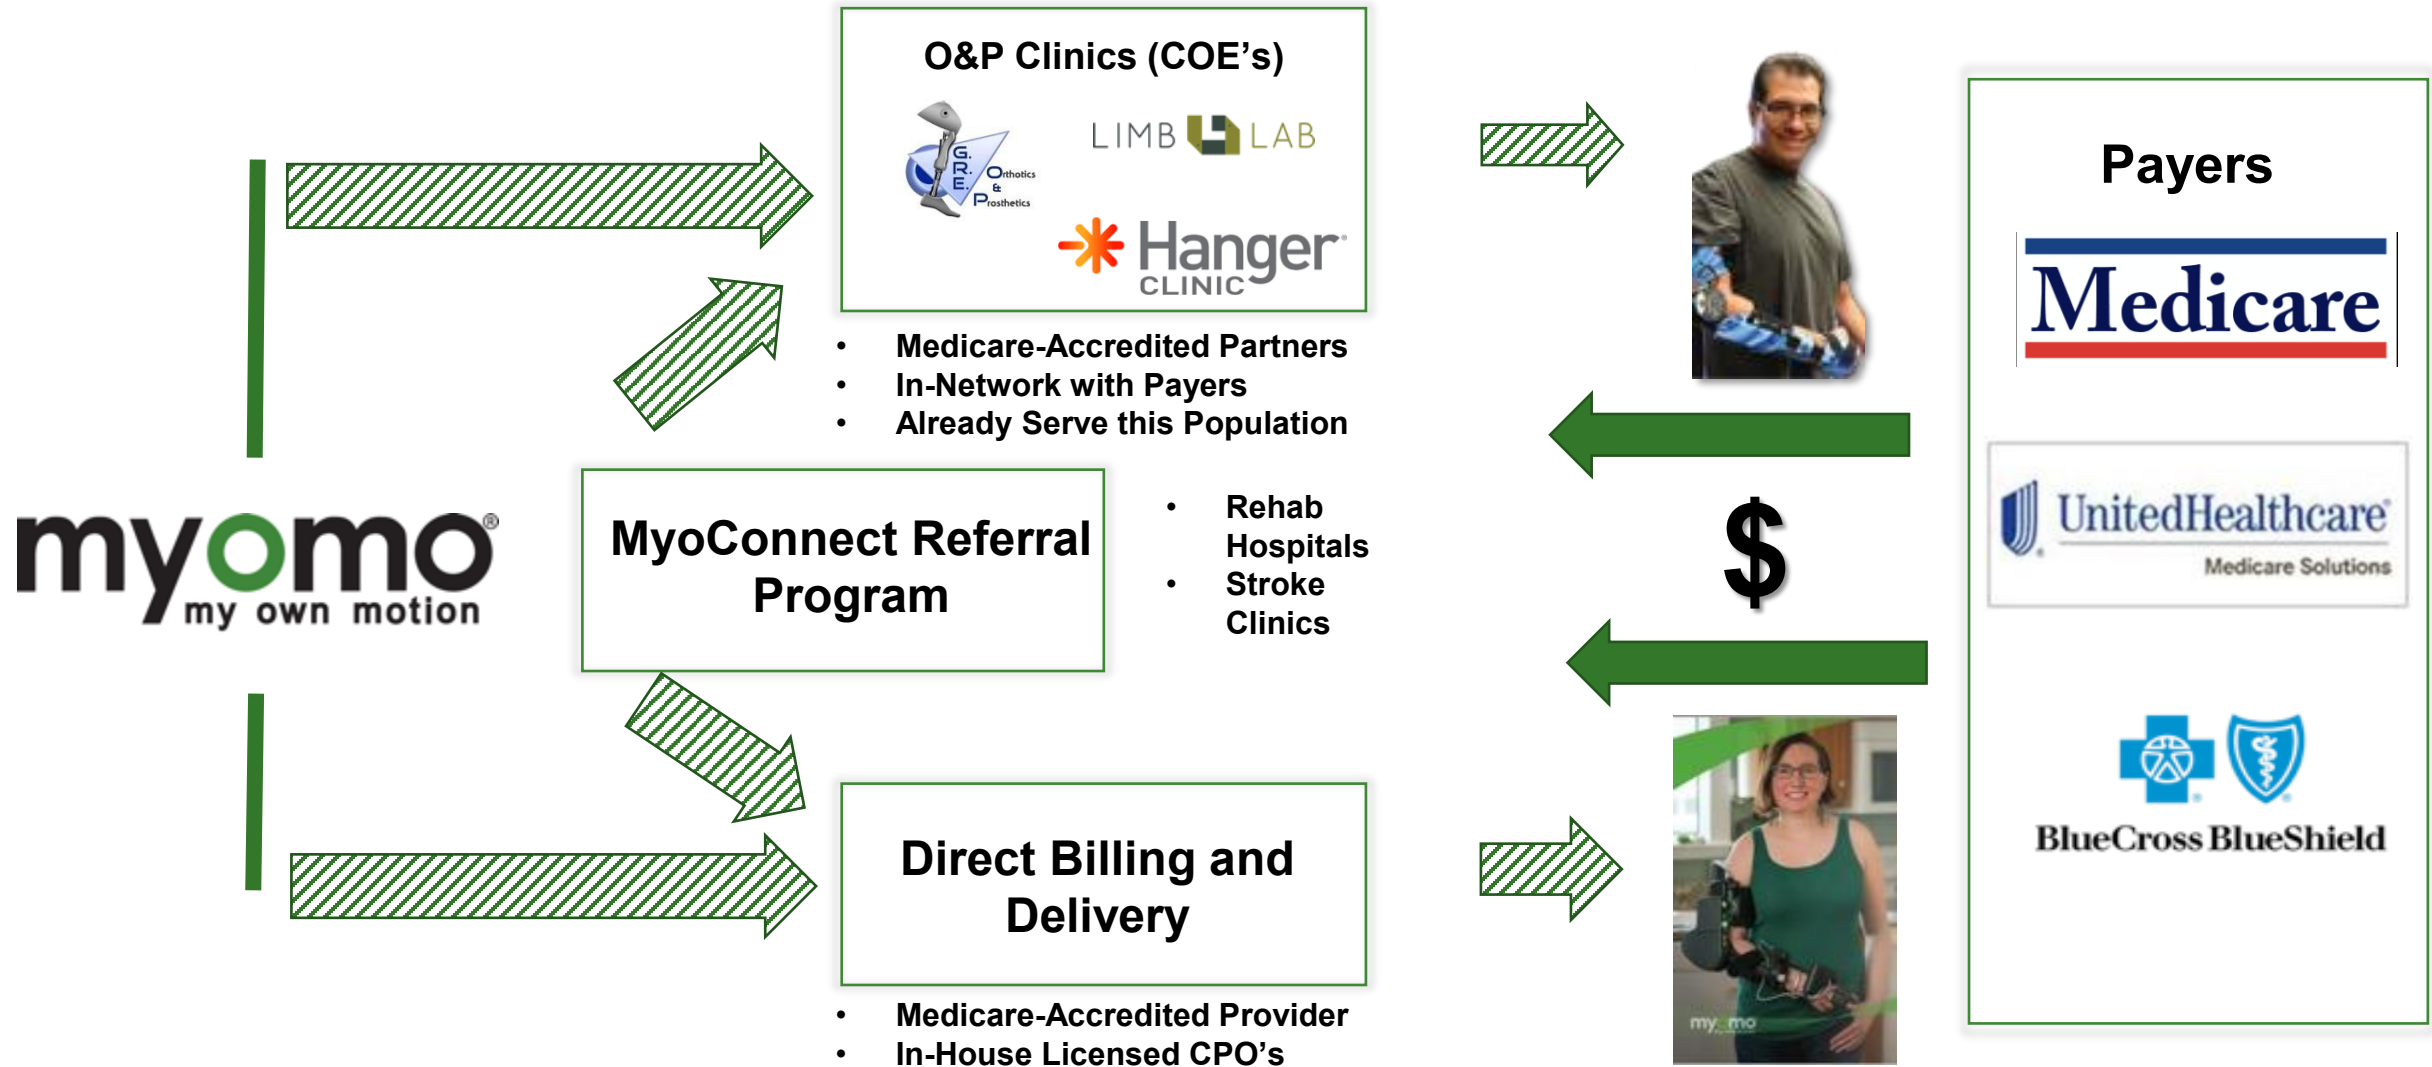 O&P Clinics (COE's)
G.
R.
E.
Orthotics
&
Prosthetics
LIMB LAB
Hanger
CLINIC
• Medicare-Accredited Partners
• In-Network with Payers
• Already Serve this Population
myomo®
my own motion
MyoConnect Referral
Program
• Rehab
Hospitals
• Stroke
Clinics
Direct Billing and
Delivery
• Medicare-Accredited Provider
• In-House Licensed CPO's
$
myomo
Payers
Medicare
UnitedHealthcare®
Medicare Solutions
BlueCross BlueShield